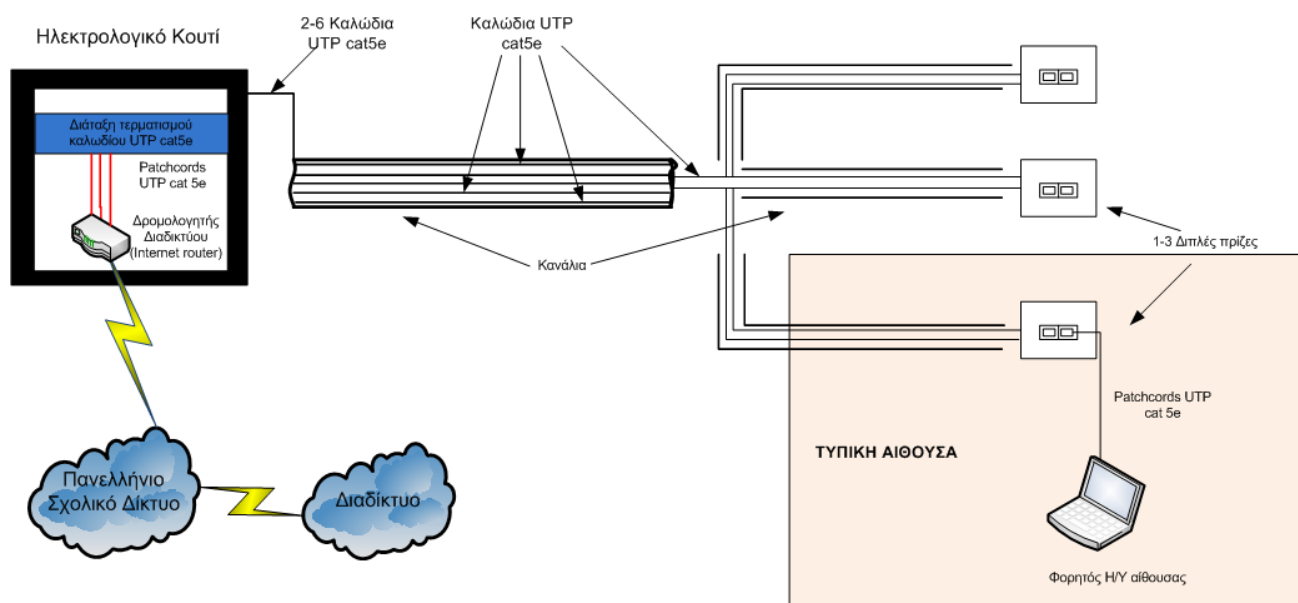 Ηλεκτρολογικό Κουτί
2-6 Καλώδια
UTP cat5e
Καλώδια UTP
cat5e
Διάταξη τερματισμού
καλωδίου UTP cat5e
Patchcords
UTP cat 5e
Δρομολογητής
Διαδικτύου
(Internet router)
Κανάλια
1-3 Διπλές πρίζες
Patchcords UTP
cat 5e
ΤΥΠΙΚΗ ΑΙΘΟΥΣΑ
Πανελλήνιο
Σχολικό Δίκτυο
Διαδίκτυο
Φορητός Η/Υ αίθουσας